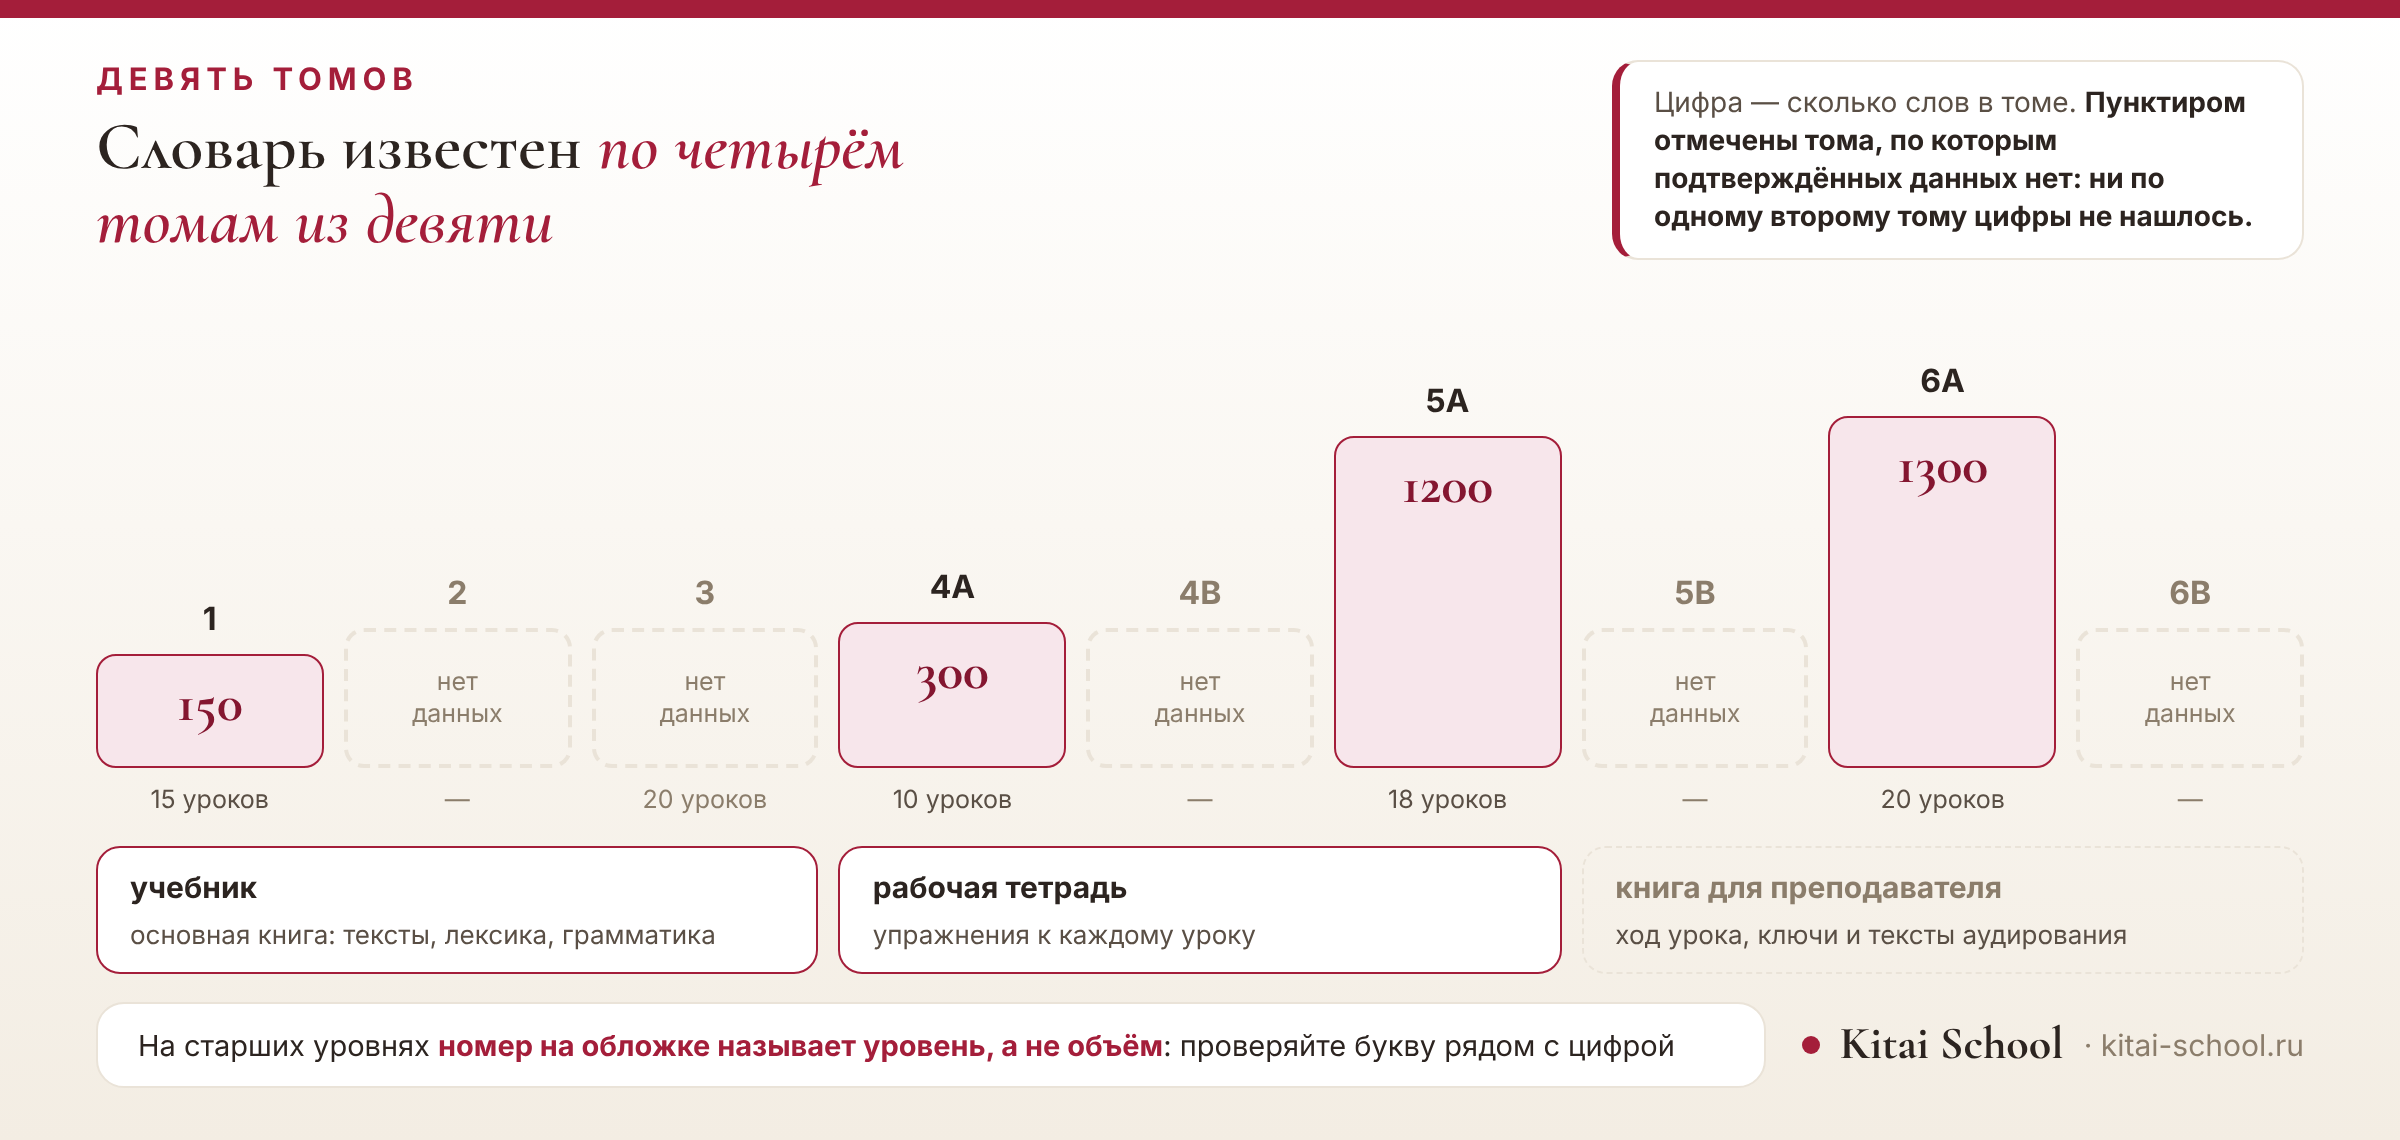 ДЕВЯТЬ ТОМОВ
Словарь известен по четырём
томам из девяти
Цифра — сколько слов в томе. Пунктиром
отмечены тома, по которым
подтверждённых данных нет: ни по
одному второму тому цифры не нашлось.
1
150
15 уроков
2
нет
данных
—
3
нет
данных
20 уроков
4A
300
10 уроков
4B
нет
данных
—
5A
1200
18 уроков
5B
нет
данных
—
6A
1300
20 уроков
6B
нет
данных
—
учебник
основная книга: тексты, лексика, грамматика
рабочая тетрадь
упражнения к каждому уроку
книга для преподавателя
ход урока, ключи и тексты аудирования
На старших уровнях номер на обложке называет уровень, а не объём: проверяйте букву рядом с цифрой
Kitai School · kitai-school.ru